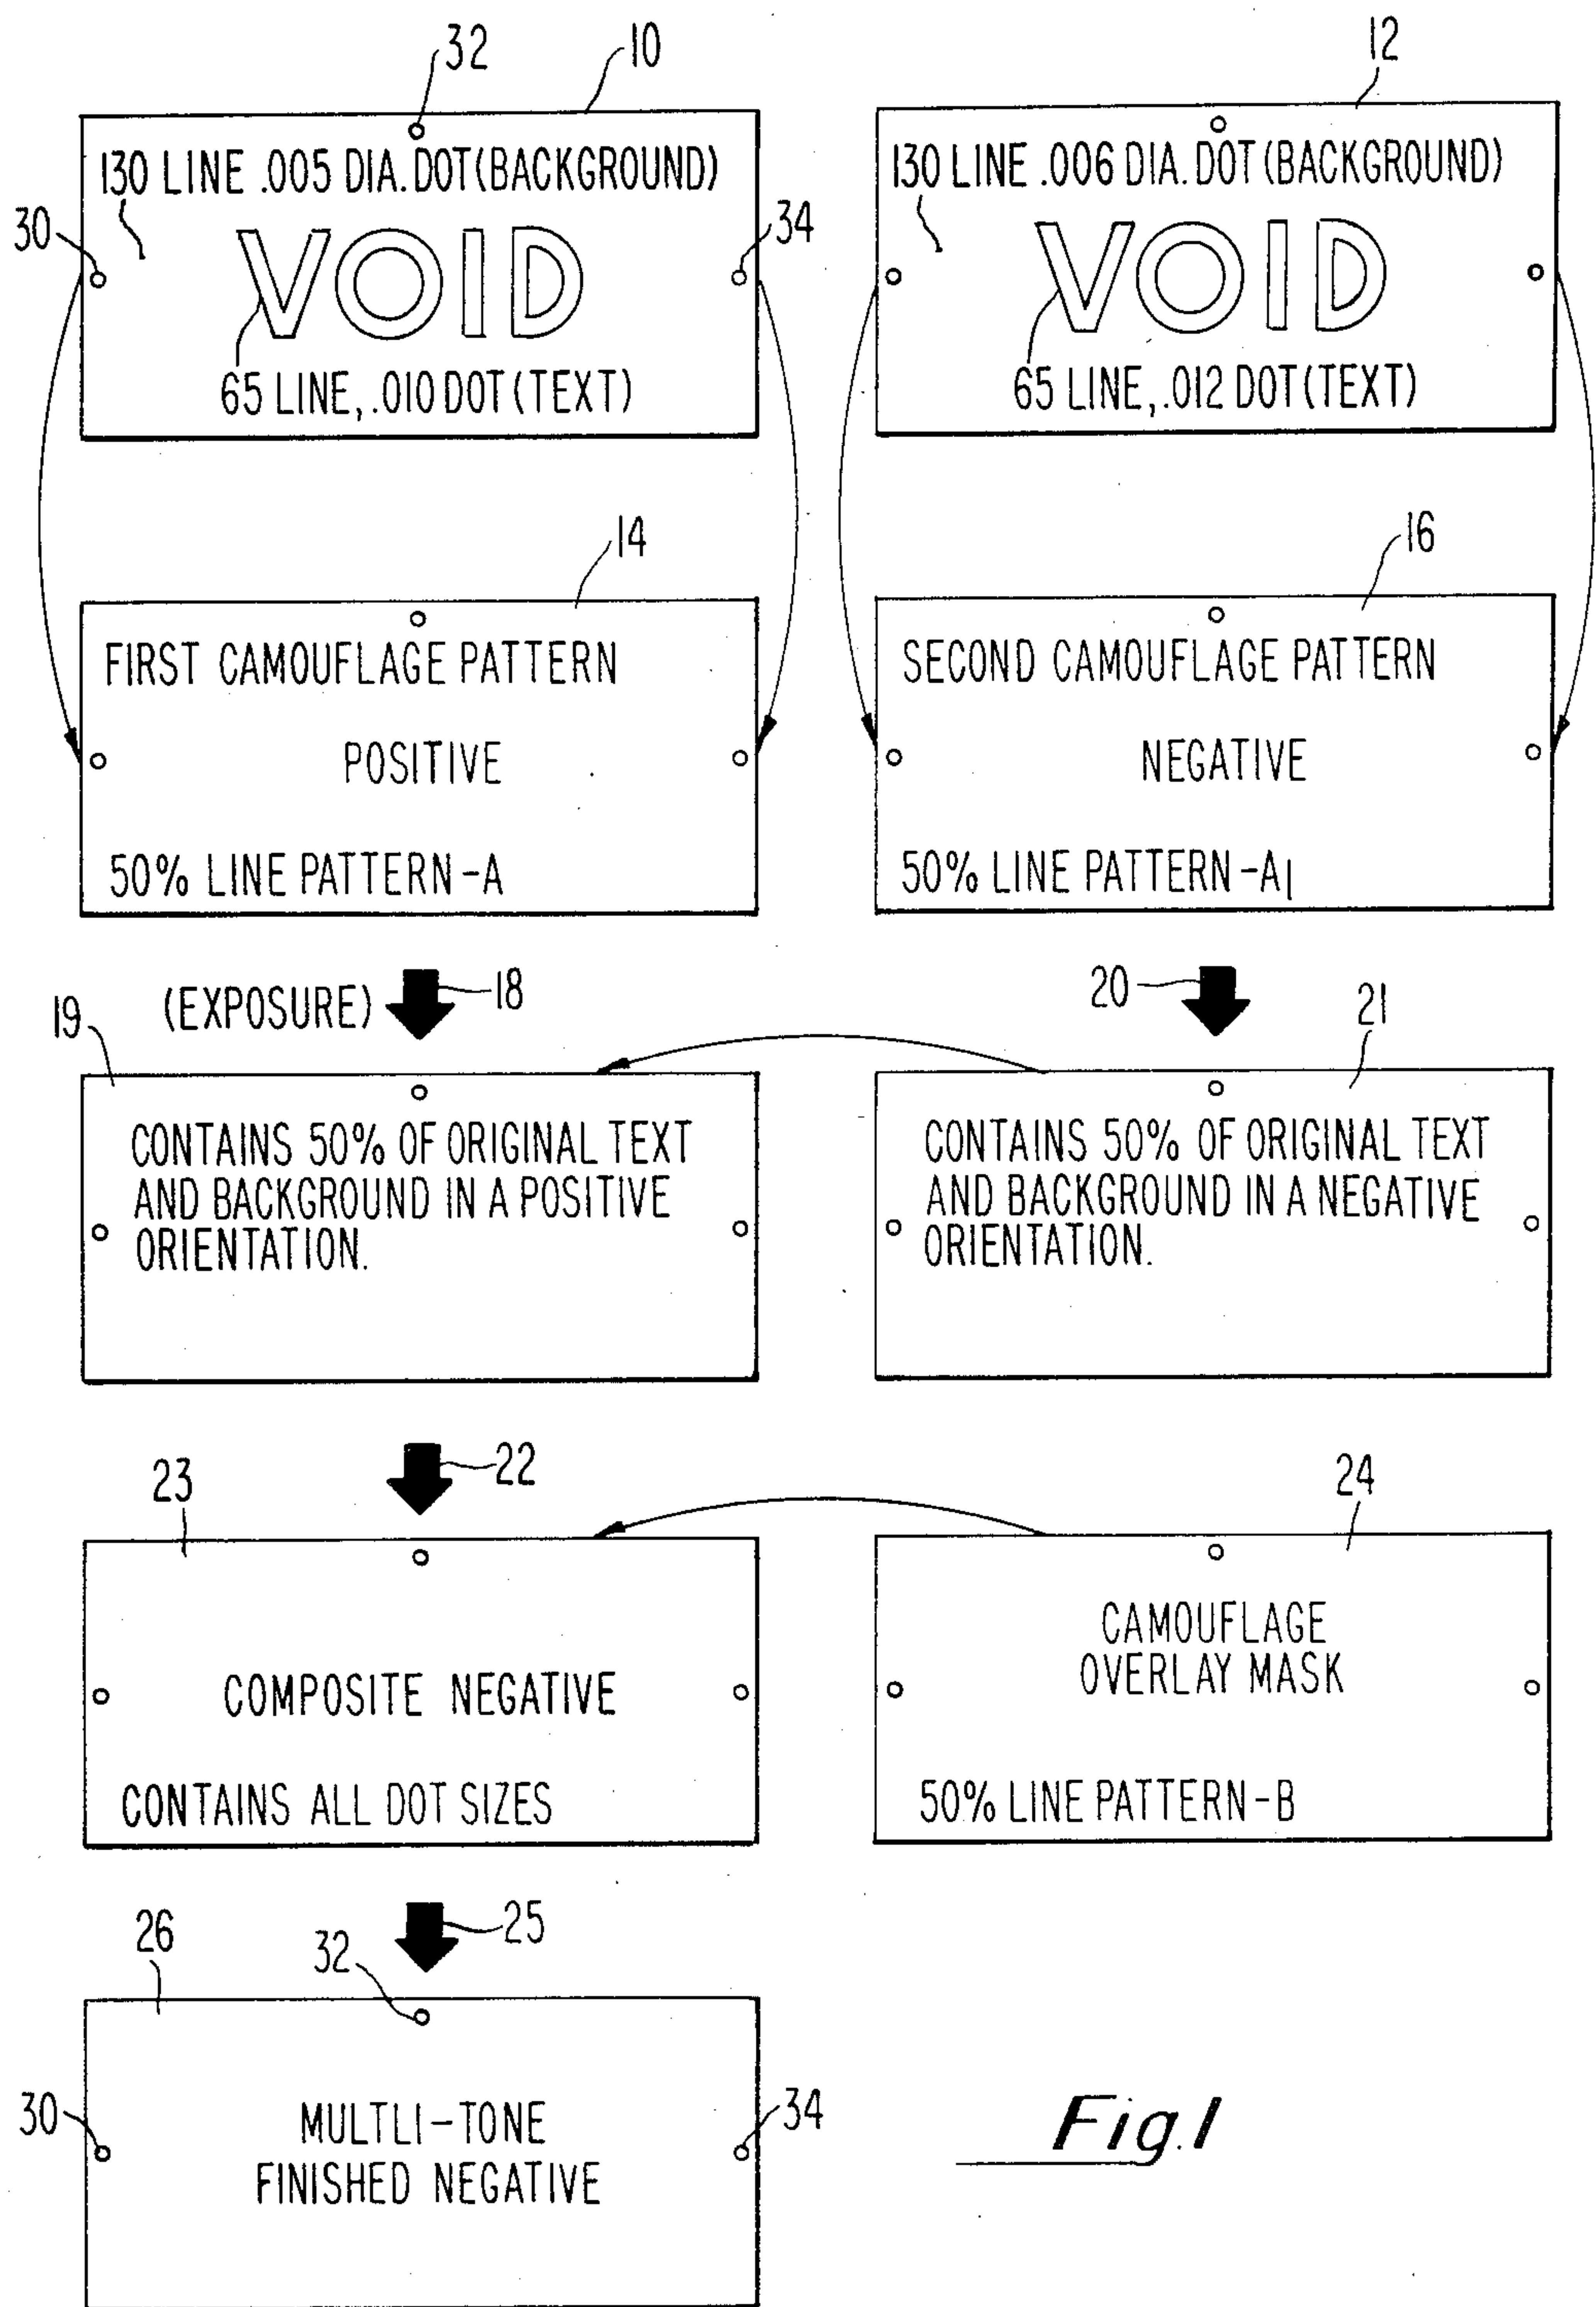 32
10
12
130 LINE .005 DIA. DOT (BACKGROUND)
30
34
VOID
65 LINE, .010 DOT (TEXT)
130 LINE .006 DIA. DOT (BACKGROUND)
VOID
65 LINE, .012 DOT (TEXT)
14
FIRST CAMOUFLAGE PATTERN
POSITIVE
50% LINE PATTERN-A
16
SECOND CAMOUFLAGE PATTERN
NEGATIVE
50% LINE PATTERN-A1
(EXPOSURE)
18
20
19
CONTAINS 50% OF ORIGINAL TEXT
AND BACKGROUND IN A POSITIVE
ORIENTATION.
21
CONTAINS 50% OF ORIGINAL TEXT
AND BACKGROUND IN A NEGATIVE
ORIENTATION.
22
23
COMPOSITE NEGATIVE
CONTAINS ALL DOT SIZES
24
CAMOUFLAGE
OVERLAY MASK
50% LINE PATTERN-B
25
26
32
30
34
MULTLI-TONE
FINISHED NEGATIVE
Fig.1